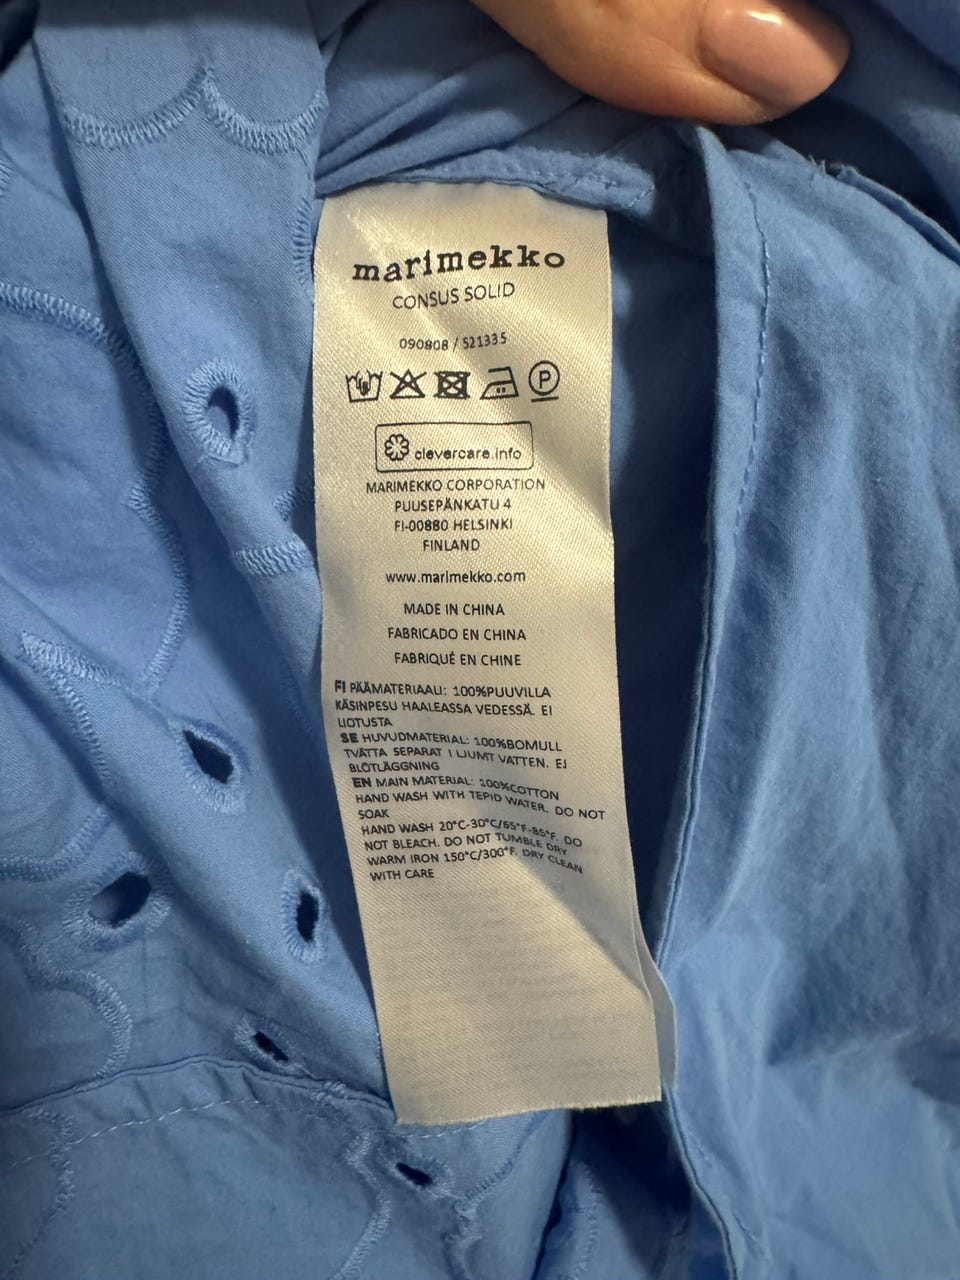 marimekko
CONSUS SOLID
090808 / 521335
P
clevercare.info
MARIMEKKO CORPORATION
PUUSEPÄNKATU 4
FI-00880 HELSINKI
FINLAND
www.marimekko.com
MADE IN CHINA
FABRICADO EN CHINA
FABRIQUÉ EN CHINE
FI PÄÄMATERIAALI: 100%PUUVILLA
KÄSINPESU HAALEASSA VEDESSÄ. EI
LIOTUSTA
SE HUVUDMATERIAL: 100%BOMULL
TVÄTTA SEPARAT I LJUMT VATTEN. EJ
BLÖTLÄGGNING
EN MAIN MATERIAL: 100%COTTON
HAND WASH WITH TEPID WATER. DO NOT
SOAK
HAND WASH 20°C-30°C/65°F-85°F. DO
NOT BLEACH. DO NOT TUMBLE DRY
WARM IRON 150°C/300°F. DRY CLEAN
WITH CARE